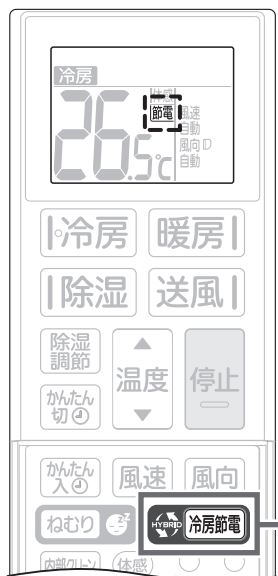 冷房
体感
26.5℃
節電
風速
自動
風向
自動
冷房
暖房
除湿
送風
除湿
調節
温度
停止
かんたん
切
かんたん
入
風速
風向
ねむり
HYBRID
冷房節電
内部クリーン
体感